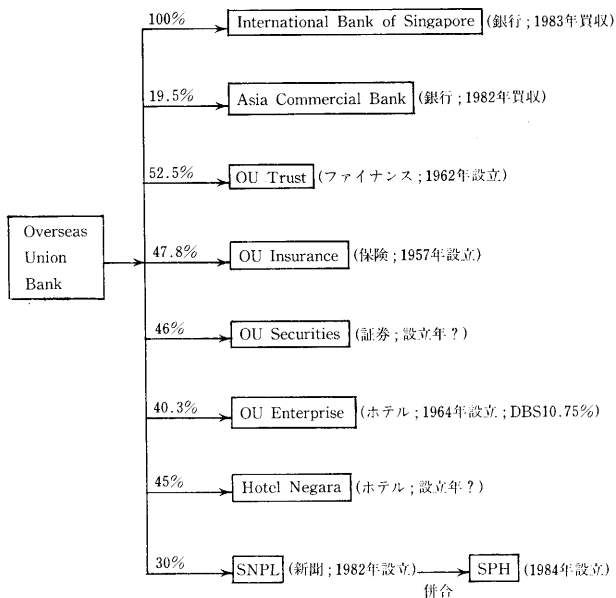 100%
International Bank of Singapore (銀行;1983年買収)
19.5%
Asia Commercial Bank (銀行;1982年買収)
52.5%
OU Trust (ファイナンス;1962年設立)
Overseas
Union
Bank
47.8%
OU Insurance (保険;1957年設立)
46%
OU Securities (証券;設立年?)
40.3%
OU Enterprise (ホテル;1964年設立;DBS10.75%)
45%
Hotel Negara (ホテル;設立年?)
30%
SNPL (新聞;1982年設立) SPH (1984年設立)
併合